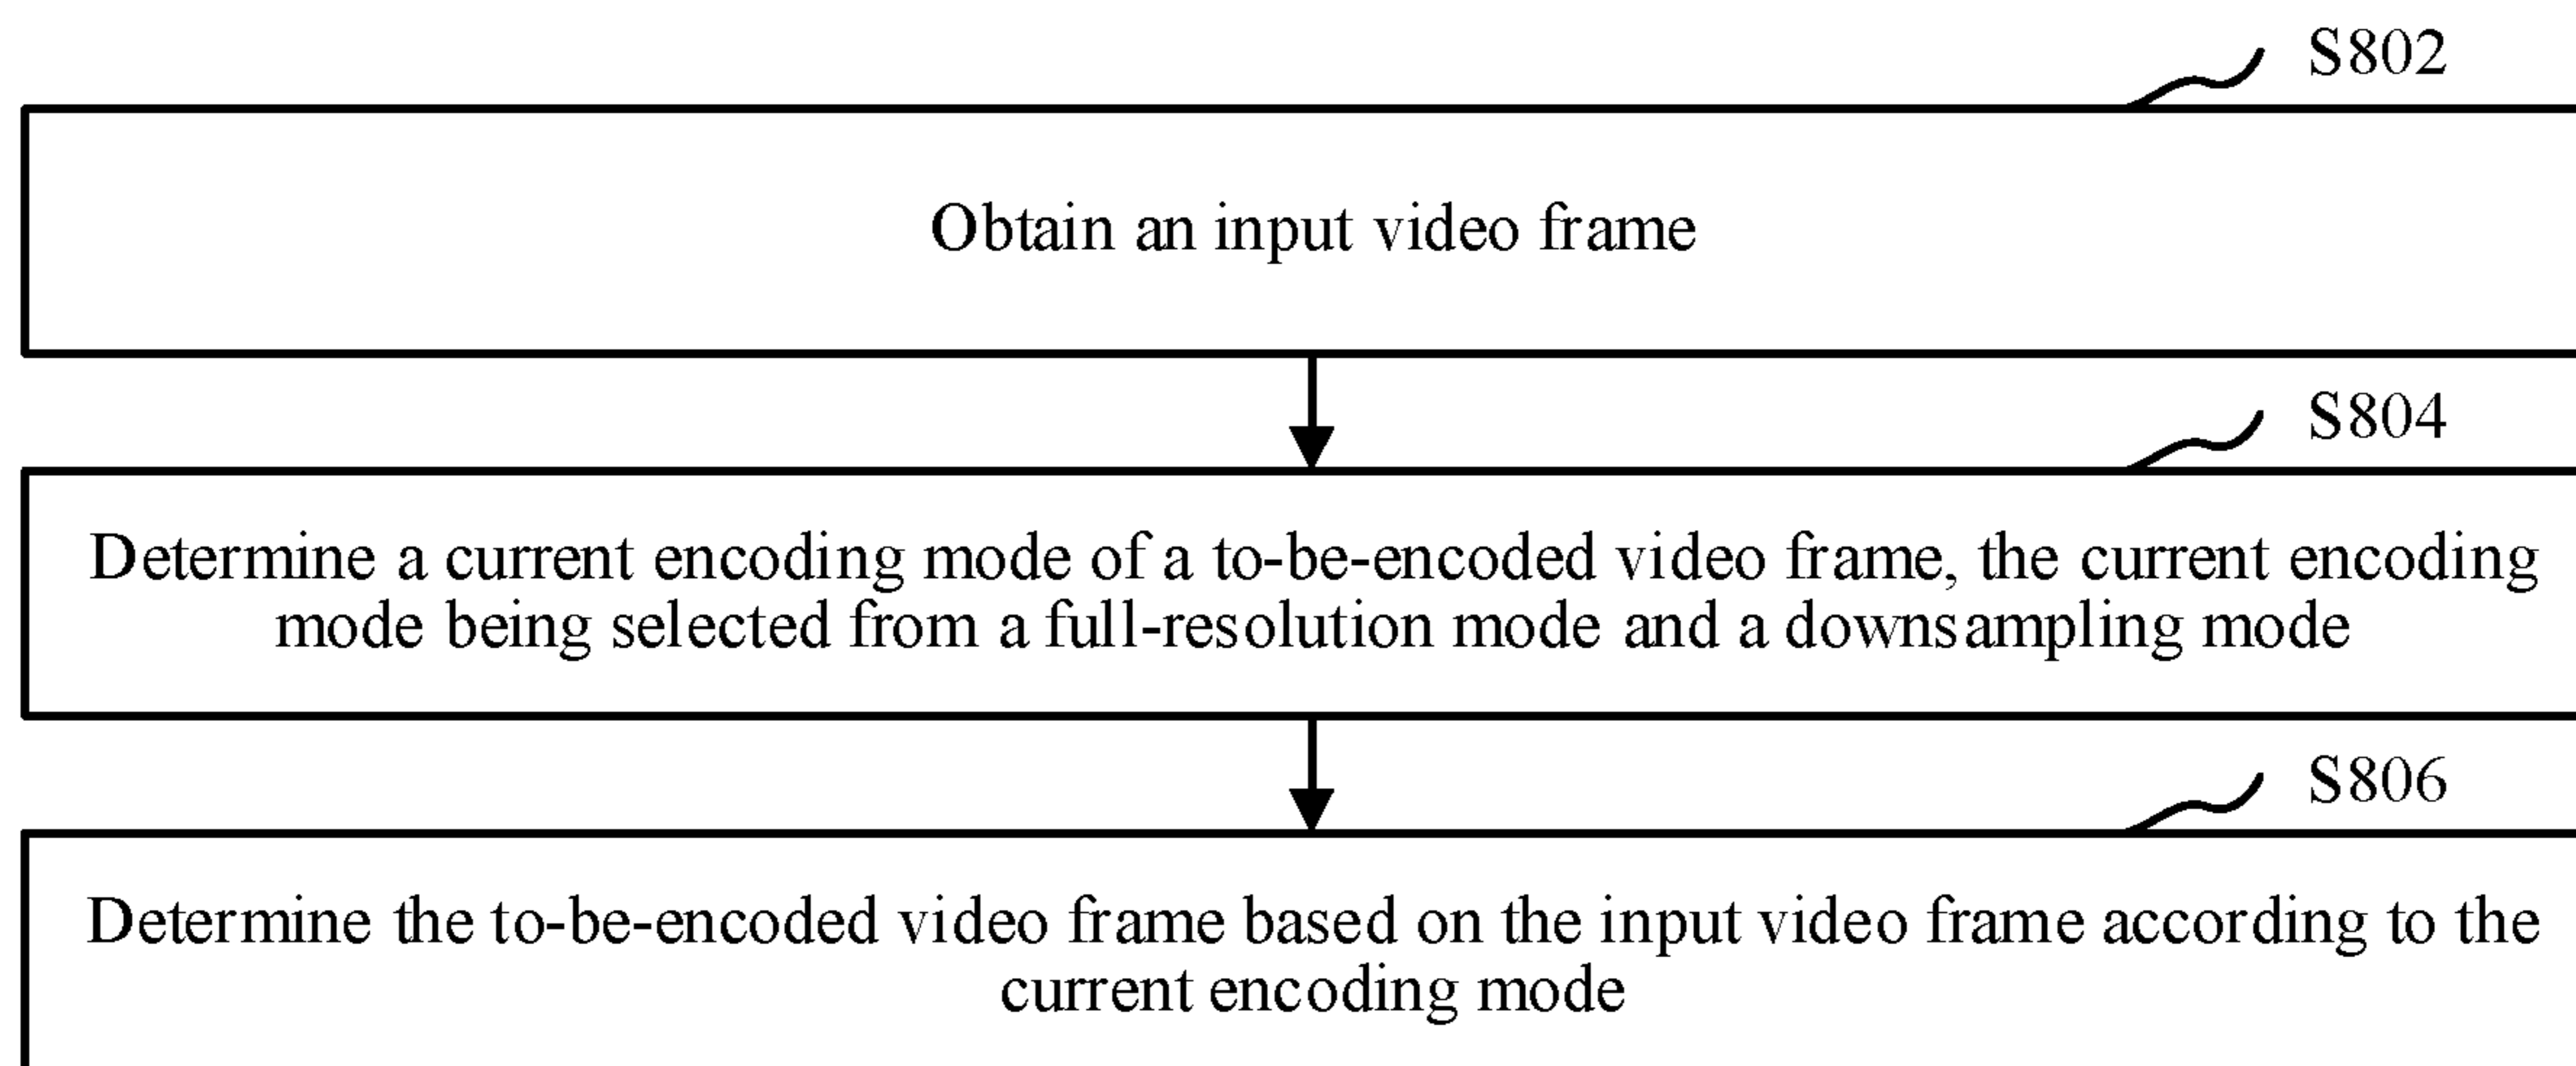 S802
Obtain an input video frame
S804
Determine a current encoding mode of a to-be-encoded video frame, the current encoding
mode being selected from a full-resolution mode and a downsampling mode
S806
Determine the to-be-encoded video frame based on the input video frame according to the
current encoding mode